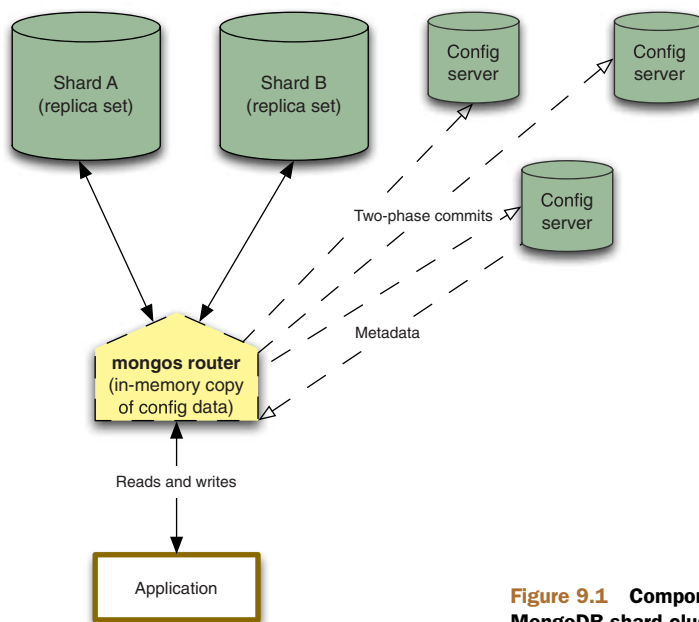 Shard A
(replica set)
Shard B
(replica set)
Config
server
Config
server
Config
server
Two-phase commits
Metadata
mongos router
(in-memory copy
of config data)
Reads and writes
Application
Figure 9.1